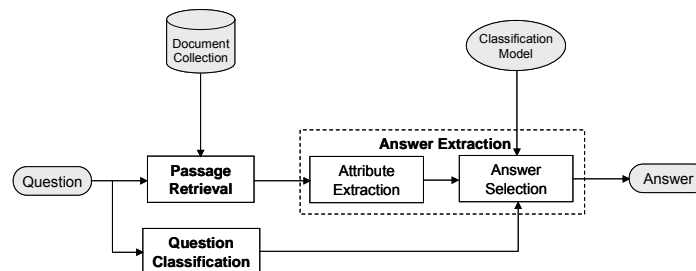 Document
Collection
Classification
Model
Answer Extraction
Question
Passage
Retrieval
Attribute
Extraction
Answer
Selection
Answer
Question
Classification